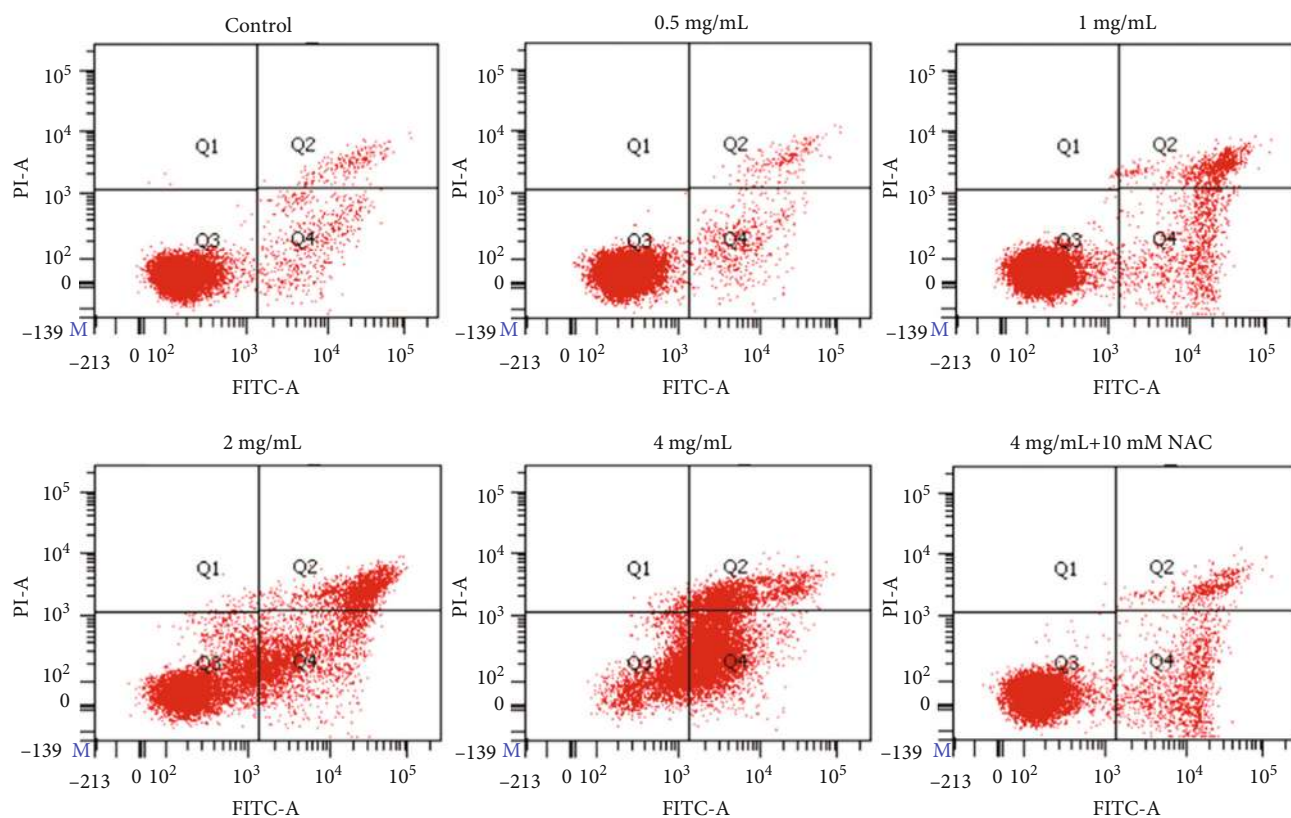 Control
0.5 mg/mL
1 mg/mL
PI-A
10⁵
10⁴
10³
10²
0
−139 M
−213
0 10² 10³ 10⁴ 10⁵
FITC-A
Q1
Q2
Q3
Q4
PI-A
10⁵
10⁴
10³
10²
0
−139 M
−213
0 10² 10³ 10⁴ 10⁵
FITC-A
Q1
Q2
Q3
Q4
PI-A
10⁵
10⁴
10³
10²
0
−139 M
−213
0 10² 10³ 10⁴ 10⁵
FITC-A
Q1
Q2
Q3
Q4
2 mg/mL
4 mg/mL
4 mg/mL+10 mM NAC
PI-A
10⁵
10⁴
10³
10²
0
−139 M
−213
0 10² 10³ 10⁴ 10⁵
FITC-A
Q1
Q2
Q3
Q4
PI-A
10⁵
10⁴
10³
10²
0
−139 M
−213
0 10² 10³ 10⁴ 10⁵
FITC-A
Q1
Q2
Q3
Q4
PI-A
10⁵
10⁴
10³
10²
0
−139 M
−213
0 10² 10³ 10⁴ 10⁵
FITC-A
Q1
Q2
Q3
Q4